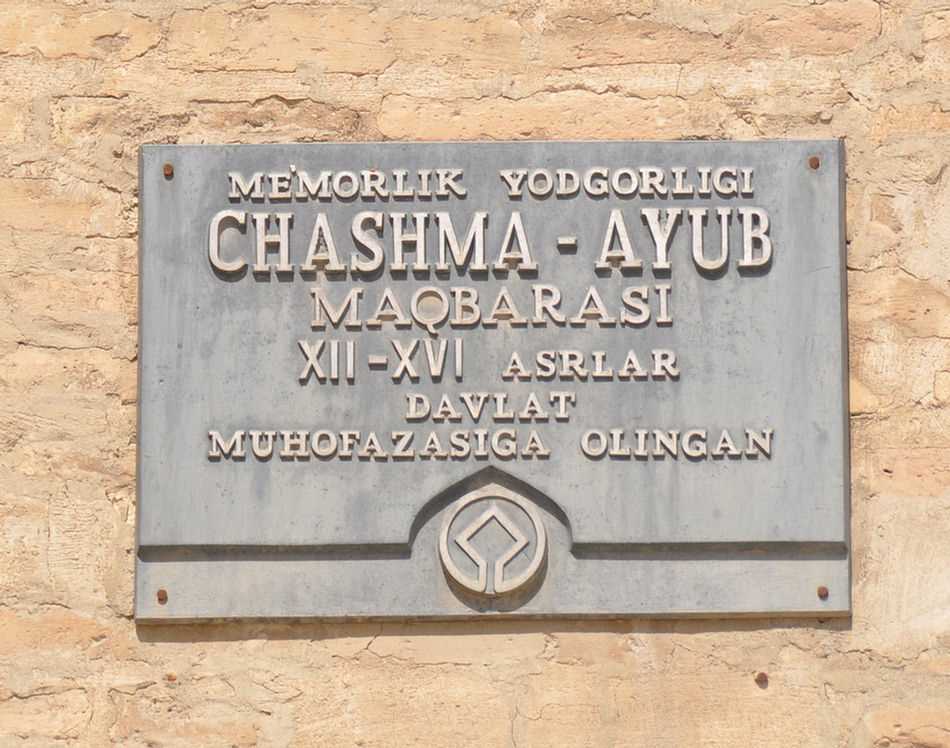 ME'MORLIK YODGORLIGI
CHASHMA - AYUB
MAQBARASI
XII-XVI ASRLAR
DAVLAT
MUHOFAZASIGA OLINGAN